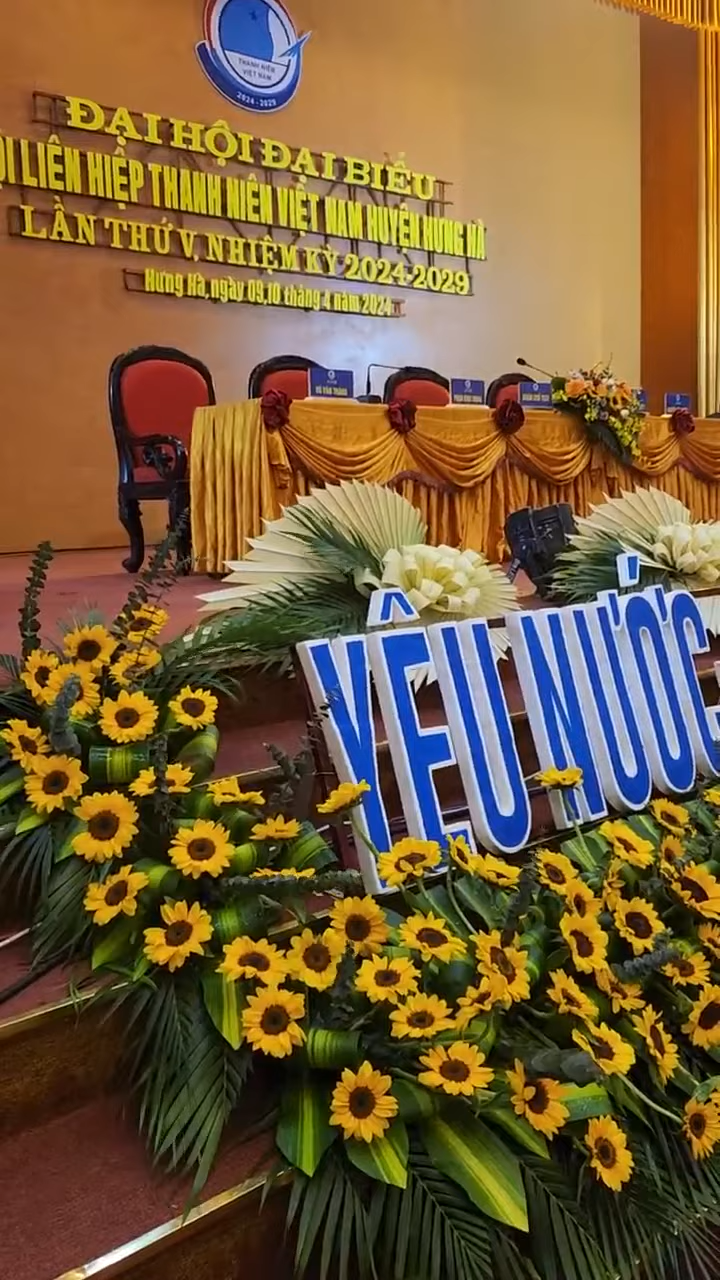 THANH NIÊN
VIỆT NAM
2024-2029
ĐẠI HỘI ĐẠI BIỂU
LIÊN HIỆP THANH NIÊN VIỆT NAM HUYỆN HƯNG HÀ
LẦN THỨ V, NHIỆM KỲ 2024-2029
Hưng Hà, ngày 09,10 tháng 4 năm 2024
YÊU NƯỚC